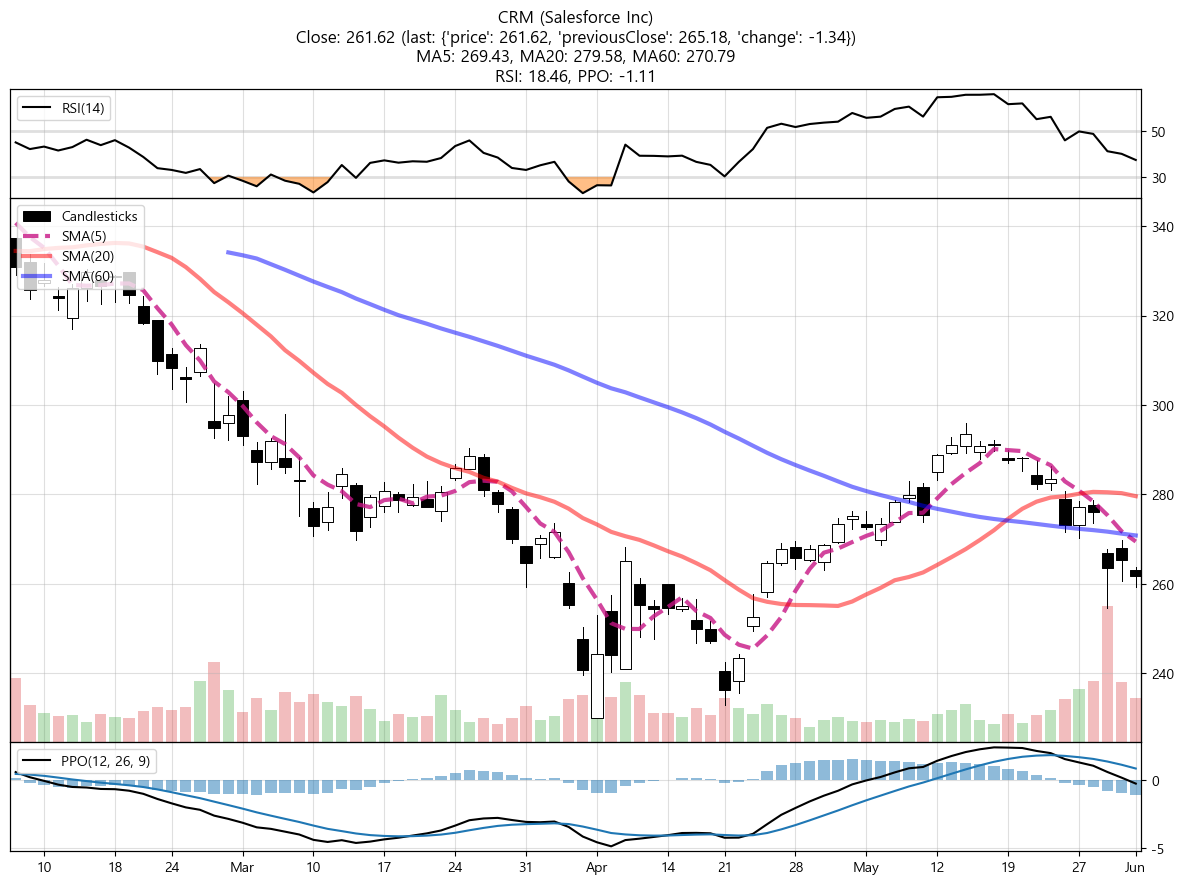 CRM (Salesforce Inc)
Close: 261.62 (last: {'price': 261.62, 'previousClose': 265.18, 'change': -1.34})
MA5: 269.43, MA20: 279.58, MA60: 270.79
RSI: 18.46, PPO: -1.11
RSI(14)
50
30
Candlesticks
SMA(5)
SMA(20)
SMA(60)
340
320
300
280
260
240
PPO(12, 26, 9)
0
-5
10 18 24 Mar 10 17 24 31 Apr 14 21 28 May 12 19 27 Jun